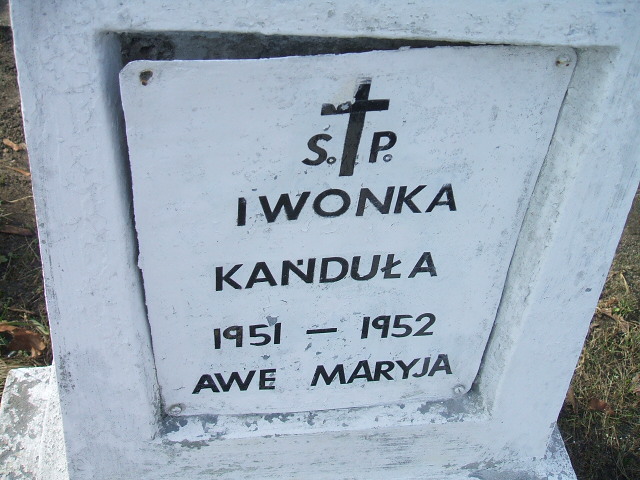 Ś. P.
IWONKA
KAŃDUŁA
1951 — 1952
AWE MARYJA